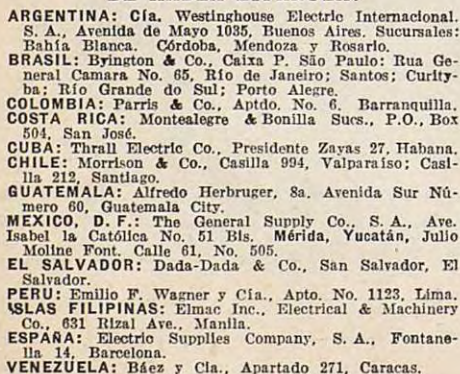 ARGENTINA: Cía. Westinghouse Electric Internacional.
S. A., Avenida de Mayo 1035, Buenos Aires. Sucursales:
Bahía Blanca. Córdoba, Mendoza y Rosario.
BRASIL: Byington & Co., Caixa P. São Paulo: Rua Ge-
neral Camara No. 65, Río de Janeiro; Santos; Curity-
ba; Río Grande do Sul; Porto Alegre.
COLOMBIA: Parris & Co., Aptdo. No. 6. Barranquilla.
COSTA RICA: Montealegre & Bonilla Sucs., P.O., Box
504, San José.
CUBA: Thrall Electric Co., Presidente Zayas 27, Habana.
CHILE: Morrison & Co., Casilla 994, Valparaíso; Casi-
lla 212, Santiago.
GUATEMALA: Alfredo Herbruger, 8a. Avenida Sur Nú-
mero 60, Guatemala City.
MEXICO, D. F.: The General Supply Co., S. A., Ave.
Isabel la Católica No. 51 Bis. Mérida, Yucatán, Julio
Moline Font. Calle 61, No. 505.
EL SALVADOR: Dada-Dada & Co., San Salvador, El
Salvador.
PERU: Emilio F. Wagner y Cía., Apto. No. 1123, Lima.
ISLAS FILIPINAS: Elmac Inc., Electrical & Machinery
Co., 631 Rizal Ave., Manila.
ESPAÑA: Electric Supplies Company, S. A., Fontane-
lla 14, Barcelona.
VENEZUELA: Báez y Cia., Apartado 271, Caracas.